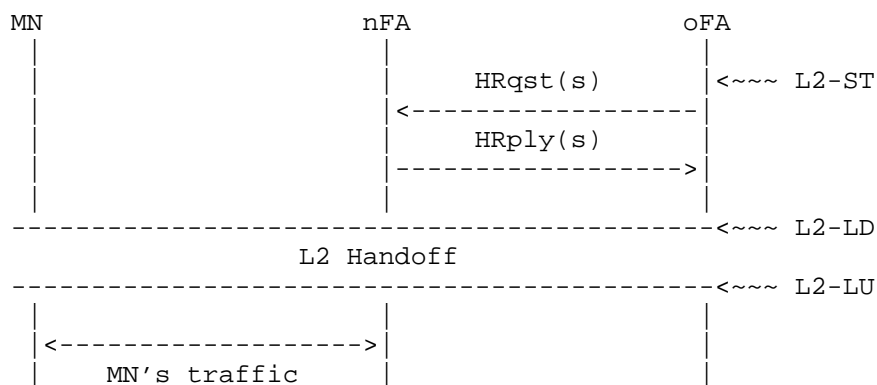 MN nFA oFA
HRqst(s) <~~~ L2-ST
<------------------
HRply(s)
------------------>
--------------------------------------------<~~~ L2-LD
L2 Handoff
--------------------------------------------<~~~ L2-LU
<------------------->
MN's traffic